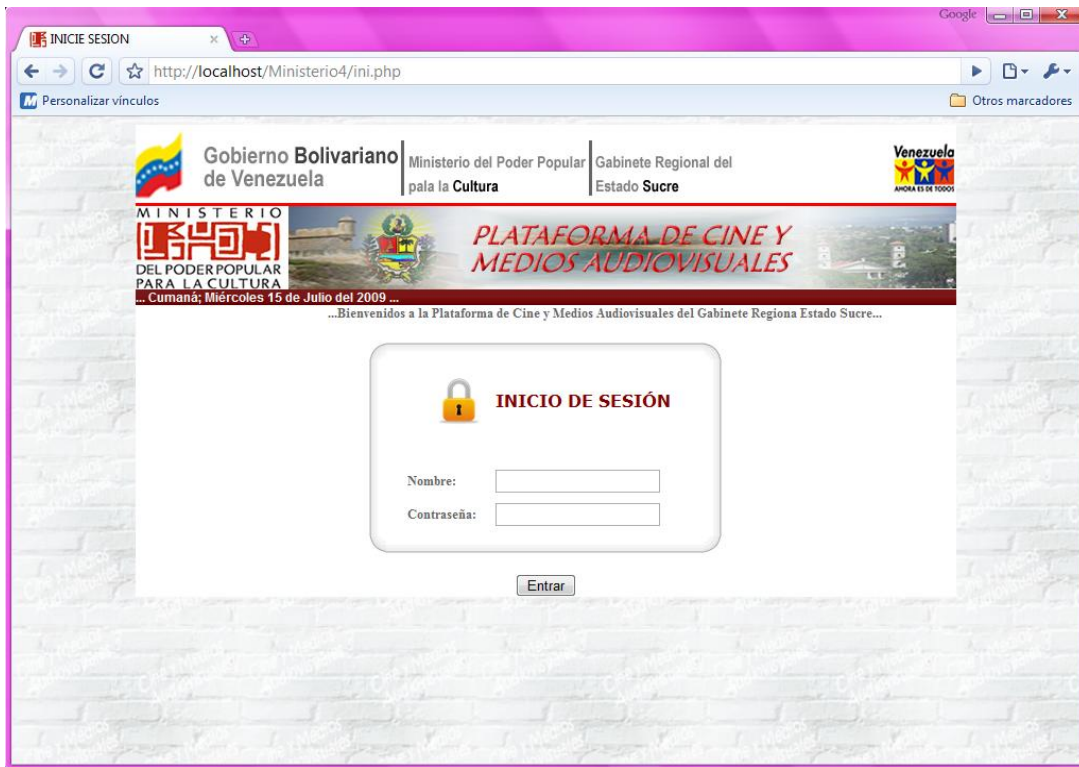 Google
INICIE SESION
http://localhost/Ministerio4/ini.php
Personalizar vínculos
Otros marcadores
Gobierno Bolivariano
de Venezuela
Ministerio del Poder Popular
pala la Cultura
Gabinete Regional del
Estado Sucre
Venezuela
AHORA ES DE TODOS
MINISTERIO
DEL PODER POPULAR
PARA LA CULTURA
PLATAFORMA DE CINE Y
MEDIOS AUDIOVISUALES
... Cumaná; Miércoles 15 de Julio del 2009 ...
...Bienvenidos a la Plataforma de Cine y Medios Audiovisuales del Gabinete Regiona Estado Sucre...
INICIO DE SESIÓN
Nombre:
Contraseña:
Entrar